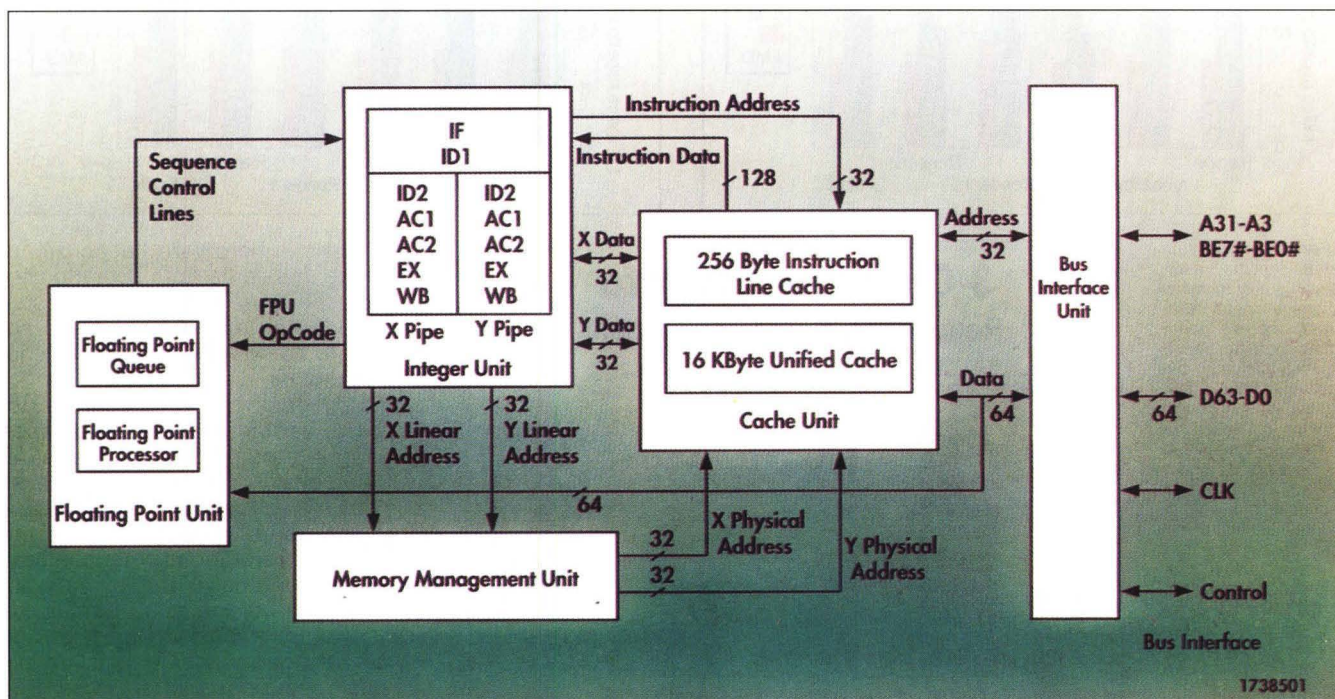 Instruction Address
IF
ID1
Instruction Data
Sequence
Control
Lines
128
32
ID2
ID2
AC1
AC1
AC2
AC2
EX
EX
WB
WB
X Pipe
Y Pipe
Integer Unit
X Data
32
Y Data
32
Address
32
A31-A3
BE7#-BE0#
256 Byte Instruction
Line Cache
16 KByte Unified Cache
Cache Unit
Bus
Interface
Unit
FPU
OpCode
Floating Point
Queue
Floating Point
Processor
Floating Point Unit
Data
64
64
D63-D0
32
X Linear
Address
32
Y Linear
Address
64
CLK
X Physical
Address
Y Physical
Address
32
32
Memory Management Unit
Control
Bus Interface
1738501